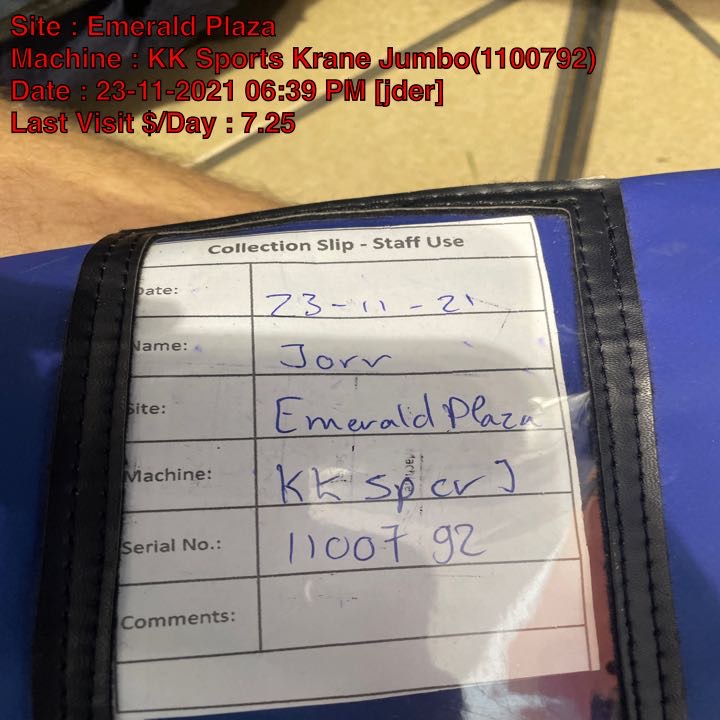 Site : Emerald Plaza
Machine : KK Sports Krane Jumbo(1100792)
Date : 23-11-2021 06:39 PM [jder]
Last Visit $/Day : 7.25
Collection Slip - Staff Use
Date: 23-11-21
Name: Jorr
Site: Emerald Plaza
Machine: KK Sp cr J
Serial No.: 1100792
Comments: